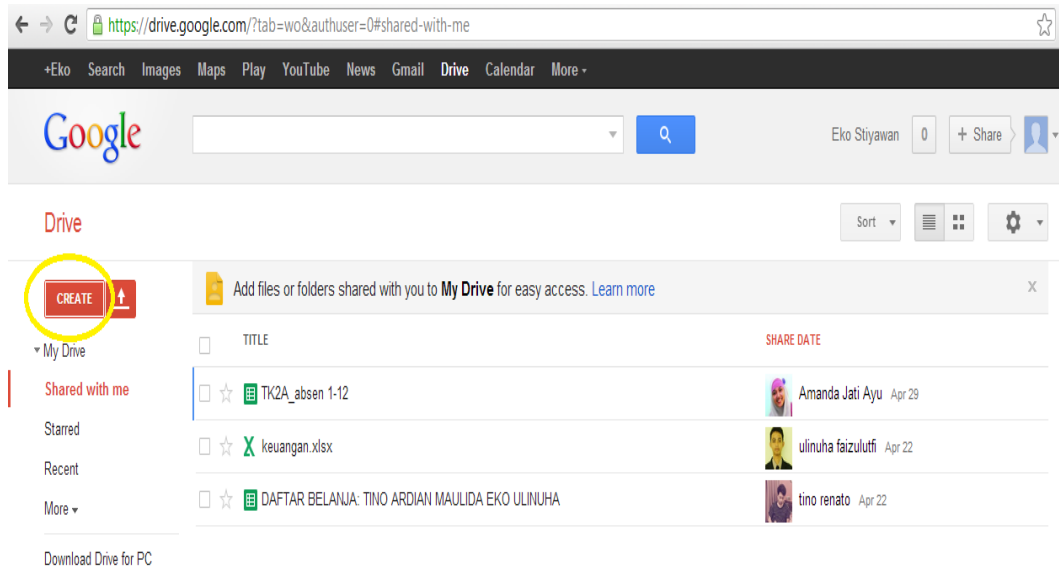 https://drive.google.com/?tab=wo&authuser=0#shared-with-me
+Eko Search Images Maps Play YouTube News Gmail Drive Calendar More
Google
Eko Stiyawan 0 + Share
Drive
Sort
CREATE
Add files or folders shared with you to My Drive for easy access. Learn more x
My Drive
TITLE SHARE DATE
Shared with me
TK2A_absen 1-12 Amanda Jati Ayu Apr 29
Starred
X keuangan.xlsx ulinuha faizulutfi Apr 22
Recent
More
DAFTAR BELANJA: TINO ARDIAN MAULIDA EKO ULINUHA tino renato Apr 22
Download Drive for PC